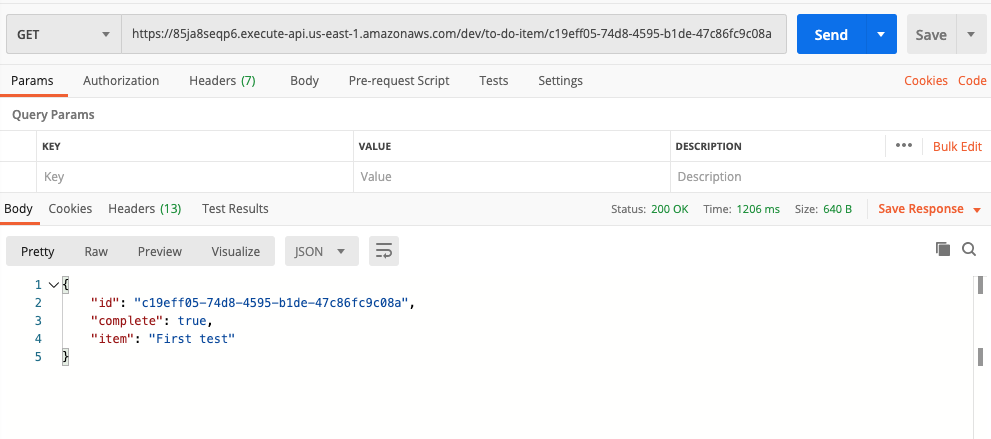 GET https://85ja8seqp6.execute-api.us-east-1.amazonaws.com/dev/to-do-item/c19eff05-74d8-4595-b1de-47c86fc9c08a Send Save
Params Authorization Headers (7) Body Pre-request Script Tests Settings Cookies Code
Query Params
KEY VALUE DESCRIPTION ••• Bulk Edit
Key Value Description
Body Cookies Headers (13) Test Results Status: 200 OK Time: 1206 ms Size: 640 B Save Response
Pretty Raw Preview Visualize JSON
1 {
2 "id": "c19eff05-74d8-4595-b1de-47c86fc9c08a",
3 "complete": true,
4 "item": "First test"
5 }